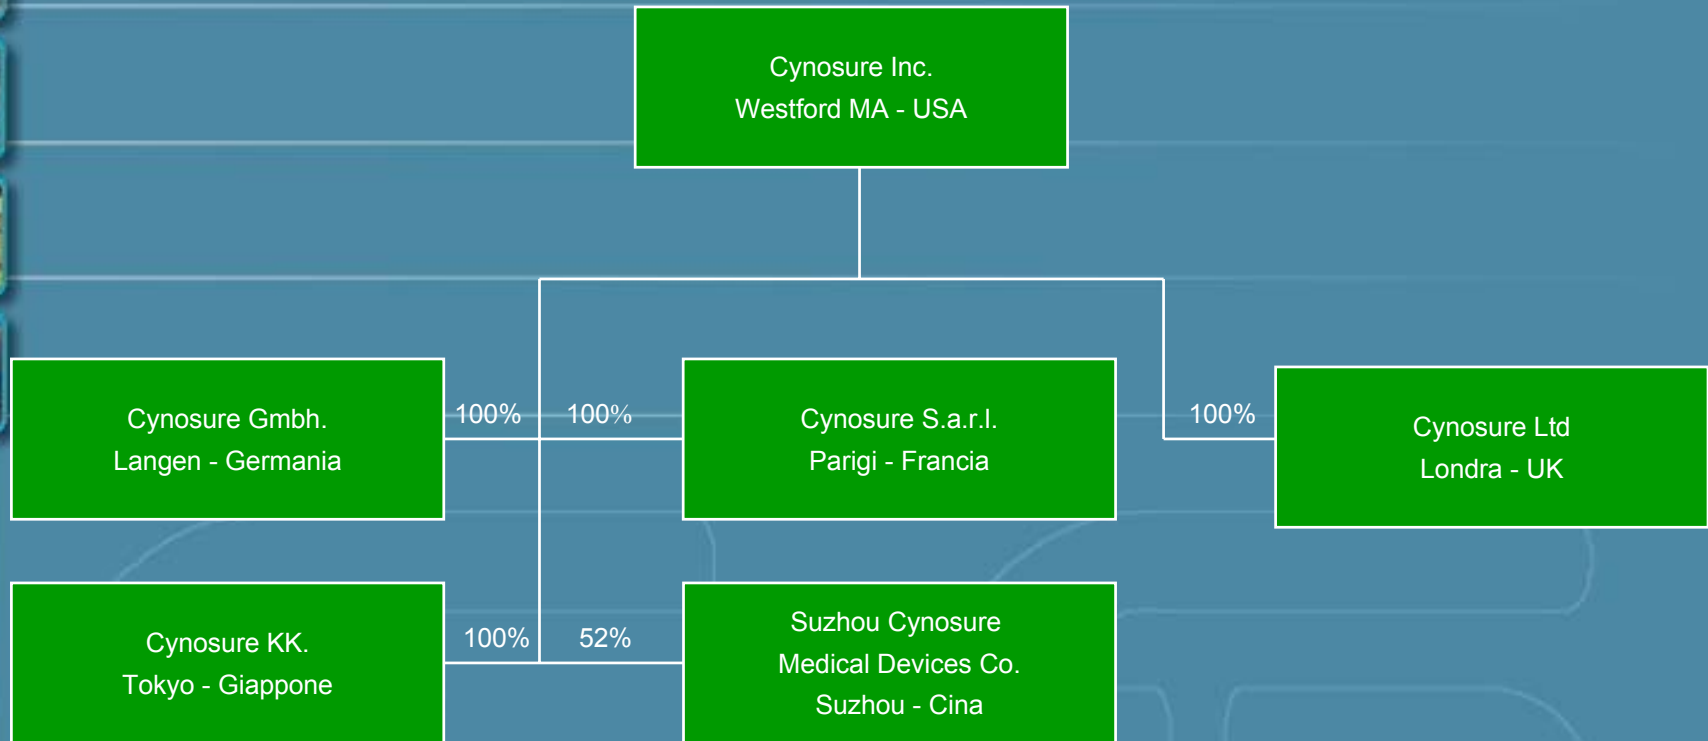 Cynosure Inc.
Westford MA - USA
Cynosure Gmbh.
Langen - Germania
100%
100%
Cynosure S.a.r.l.
Parigi - Francia
100%
Cynosure Ltd
Londra - UK
Cynosure KK.
Tokyo - Giappone
100%
52%
Suzhou Cynosure
Medical Devices Co.
Suzhou - Cina